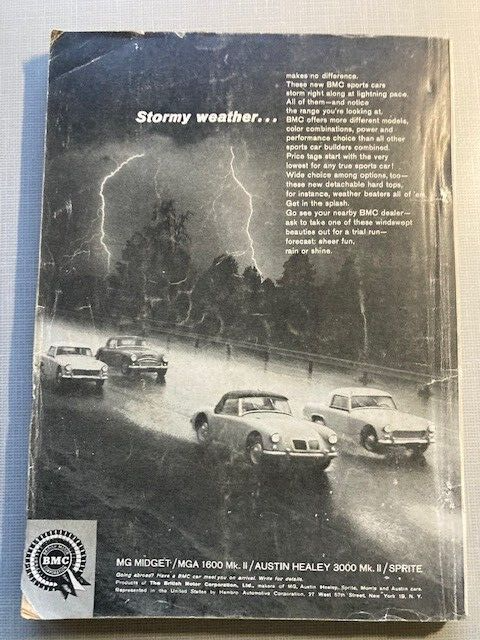 Stormy weather...
makes no difference.
These new BMC sports cars
storm right along at lightning pace.
All of them—and notice
the range you're looking at.
BMC offers more different models,
color combinations, power and
performance choice than all other
sports car builders combined.
Price tags start with the very
lowest for any true sports car!
Wide choice among options, too—
these new detachable hard tops,
for instance, weather beaters all of 'em.
Get in the splash.
Go see your nearby BMC dealer—
ask to take one of these windswept
beauties out for a trial run—
forecast: sheer fun,
rain or shine.
BMC
MG MIDGET/MGA 1600 Mk. II/AUSTIN HEALEY 3000 Mk. II/SPRITE
Going abroad? Have a BMC car meet you on arrival. Write for details.
Products of The British Motor Corporation, Ltd., makers of MG, Austin Healey, Sprite, Morris and Austin cars.
Represented in the United States by Hambro Automotive Corporation, 27 West 57th Street, New York 19, N. Y.